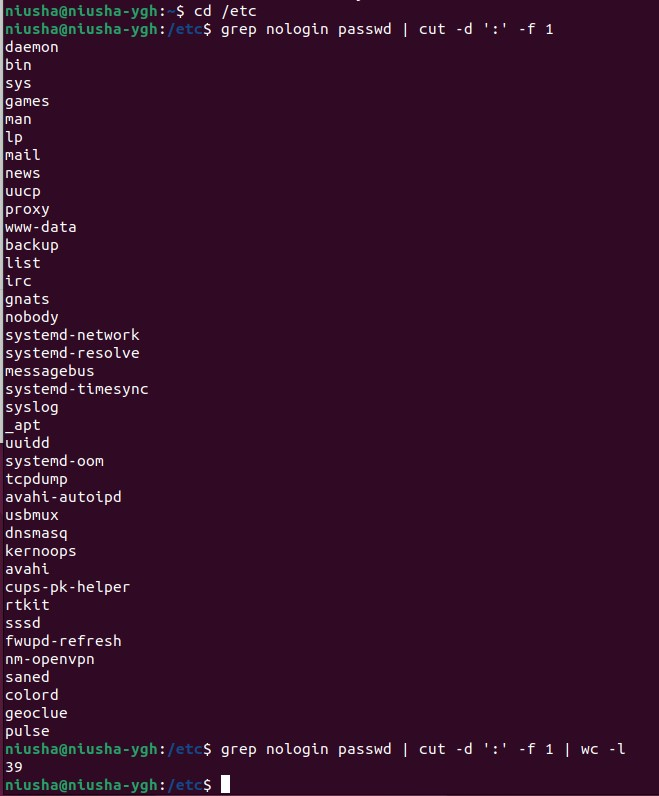 niusha@niusha-ygh:~$ cd /etc
niusha@niusha-ygh:/etc$ grep nologin passwd | cut -d ':' -f 1
daemon
bin
sys
games
man
lp
mail
news
uucp
proxy
www-data
backup
list
irc
gnats
nobody
systemd-network
systemd-resolve
messagebus
systemd-timesync
syslog
_apt
uuidd
systemd-oom
tcpdump
avahi-autoipd
usbmux
dnsmasq
kernoops
avahi
cups-pk-helper
rtkit
sssd
fwupd-refresh
nm-openvpn
saned
colord
geoclue
pulse
niusha@niusha-ygh:/etc$ grep nologin passwd | cut -d ':' -f 1 | wc -l
39
niusha@niusha-ygh:/etc$